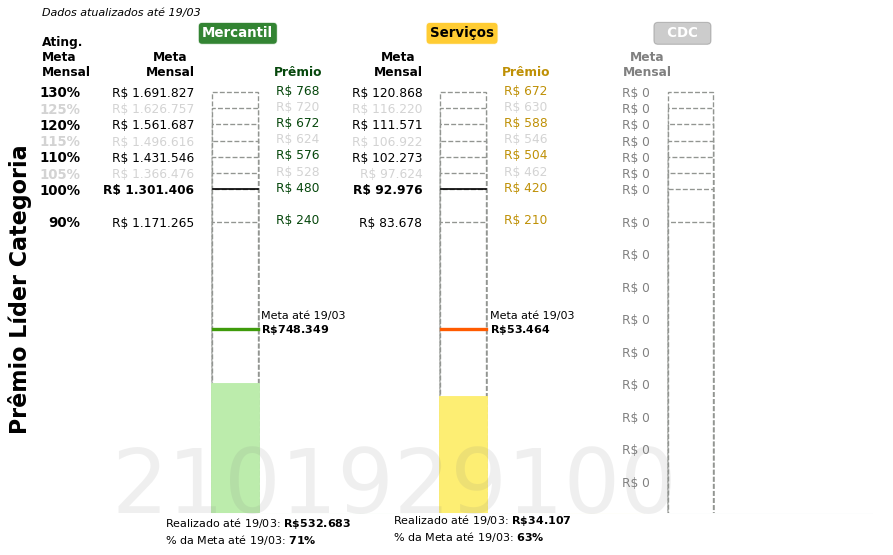 Dados atualizados até 19/03
Mercantil Serviços CDC
Ating. Meta Mensal
Meta Mensal
Prêmio
Meta Mensal
Prêmio
Meta Mensal
130% R$ 1.691.827 R$ 768 R$ 120.868 R$ 672 R$ 0
125% R$ 1.626.757 R$ 720 R$ 116.220 R$ 630 R$ 0
120% R$ 1.561.687 R$ 672 R$ 111.571 R$ 588 R$ 0
115% R$ 1.496.616 R$ 624 R$ 106.922 R$ 546 R$ 0
110% R$ 1.431.546 R$ 576 R$ 102.273 R$ 504 R$ 0
105% R$ 1.366.476 R$ 528 R$ 97.624 R$ 462 R$ 0
100% R$ 1.301.406 R$ 480 R$ 92.976 R$ 420 R$ 0
90% R$ 1.171.265 R$ 240 R$ 83.678 R$ 210 R$ 0
R$ 0
R$ 0
Meta até 19/03 Meta até 19/03
R$748.349 R$53.464
R$ 0
R$ 0
R$ 0
R$ 0
R$ 0
R$ 0
Prêmio Líder Categoria
2101929100
Realizado até 19/03: R$532.683
% da Meta até 19/03: 71%
Realizado até 19/03: R$34.107
% da Meta até 19/03: 63%